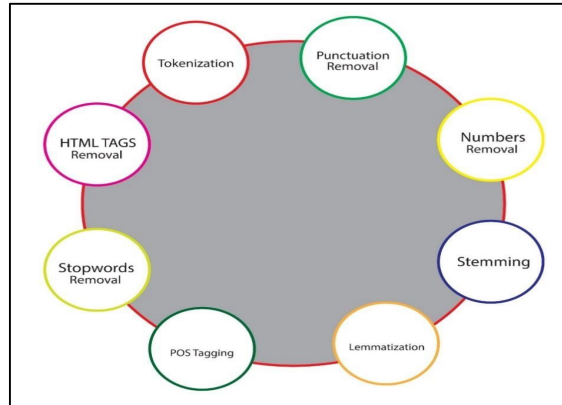 Tokenization
Punctuation
Removal
HTML TAGS
Removal
Numbers
Removal
Stopwords
Removal
Stemming
POS Tagging
Lemmatization